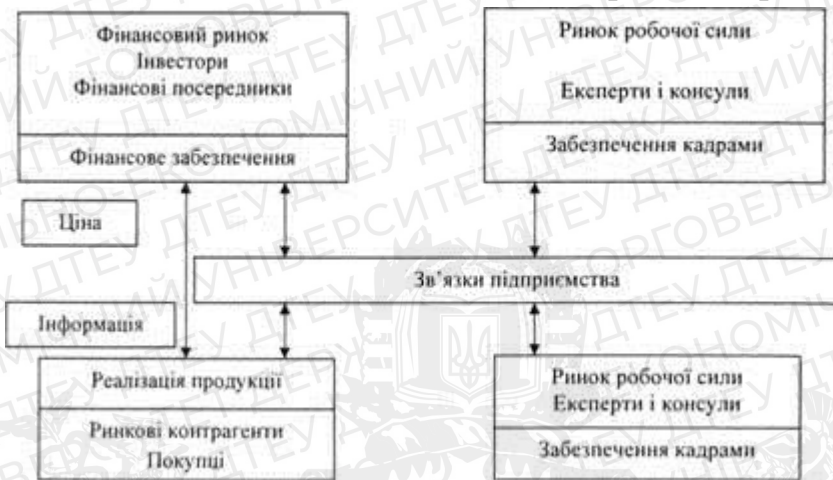 Фінансовий ринок
Інвестори
Фінансові посередники
Фінансове забезпечення
Ринок робочої сили
Експерти і консули
Забезпечення кадрами
Ціна
Зв’язки підприємства
Інформація
Реалізація продукції
Ринкові контрагенти
Покупці
Ринок робочої сили
Експерти і консули
Забезпечення кадрами